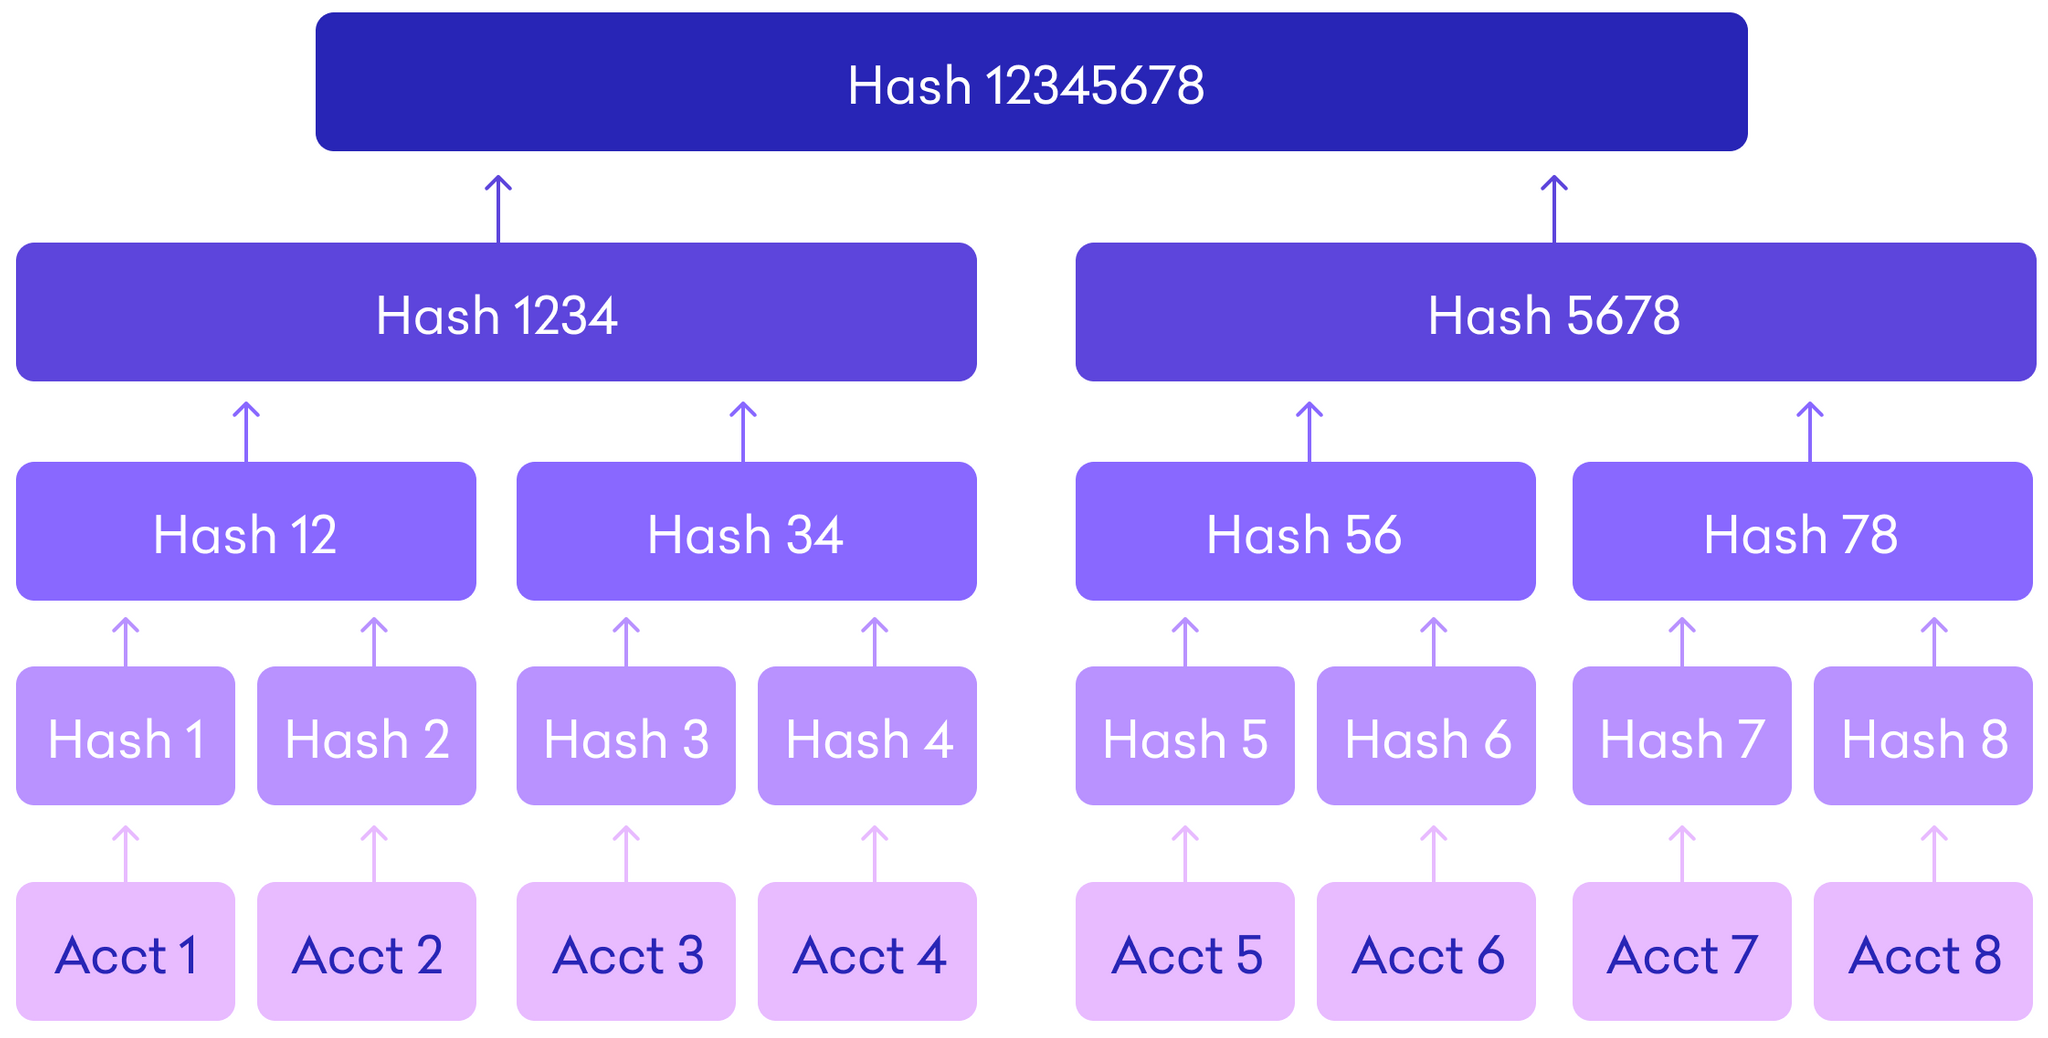 Hash 12345678
Hash 1234
Hash 5678
Hash 12
Hash 34
Hash 56
Hash 78
Hash 1
Hash 2
Hash 3
Hash 4
Hash 5
Hash 6
Hash 7
Hash 8
Acct 1
Acct 2
Acct 3
Acct 4
Acct 5
Acct 6
Acct 7
Acct 8